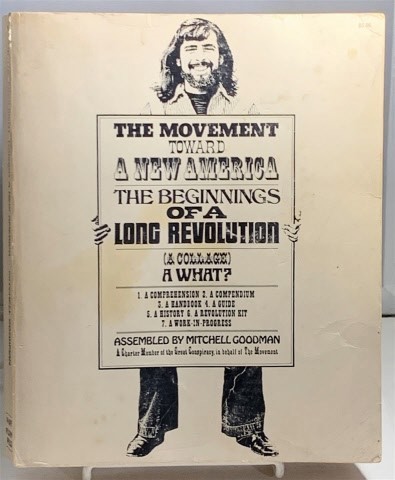 THE MOVEMENT
TOWARD
A NEW AMERICA
THE BEGINNINGS
OF A
LONG REVOLUTION
(A COLLAGE)
A WHAT?
1. A COMPREHENSION 2. A COMPENDIUM
3. A HANDBOOK 4. A GUIDE
5. A HISTORY 6. A REVOLUTION KIT
7. A WORK-IN-PROGRESS
ASSEMBLED BY MITCHELL GOODMAN
A Charter Member of the Great Conspiracy, in behalf of The Movement